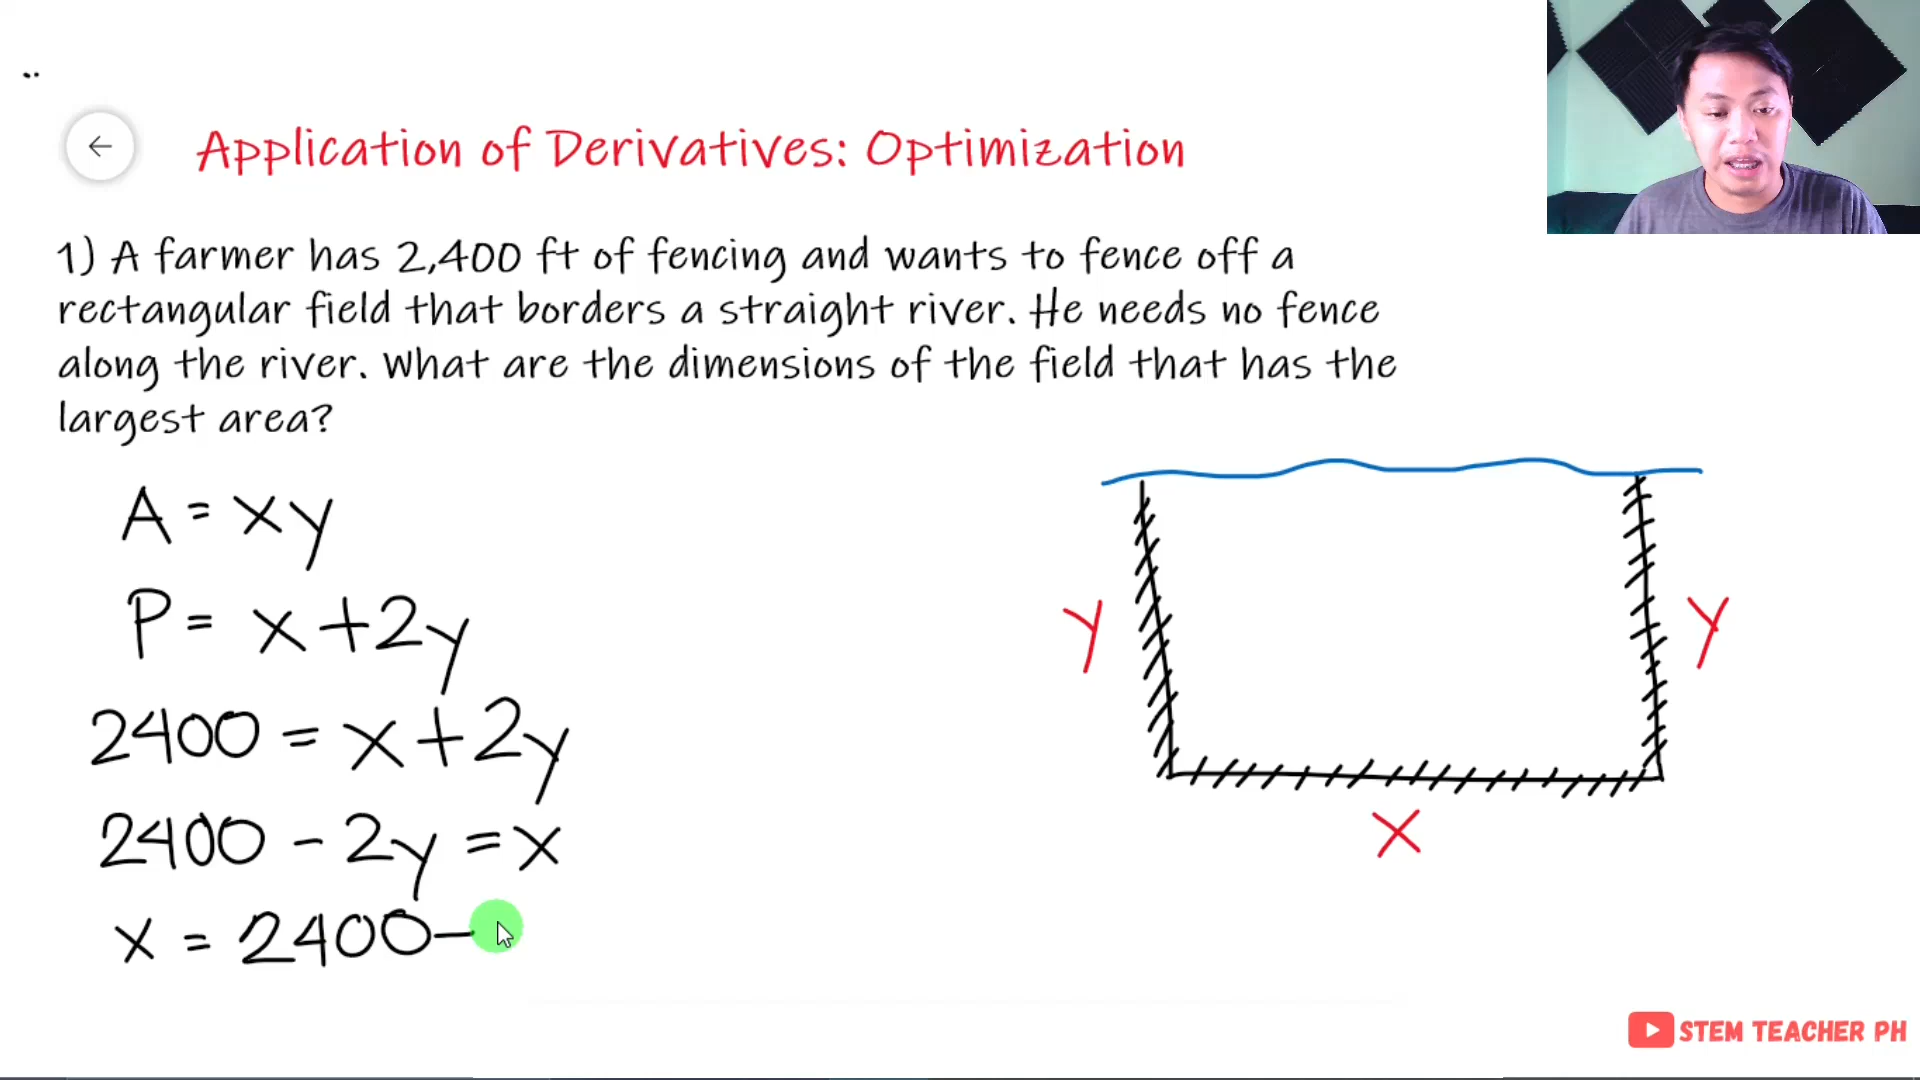 Application of Derivatives: Optimization
1) A farmer has 2,400 ft of fencing and wants to fence off a
rectangular field that borders a straight river. He needs no fence
along the river. What are the dimensions of the field that has the
largest area?
A = xy
P = x + 2y
2400 = x + 2y
2400 - 2y = x
x = 2400 -
y
y
x
STEM TEACHER PH